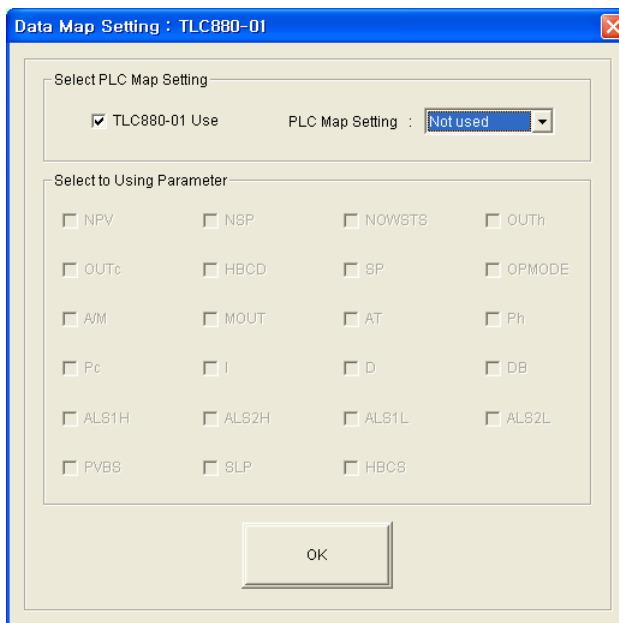 Data Map Setting : TLC880-01
Select PLC Map Setting
TLC880-01 Use PLC Map Setting : Not used
Select to Using Parameter
NPV NSP NOWSTS OUTh
OUTc HBCD SP OPMODE
A/M MOUT AT Ph
Pc I D DB
ALS1H ALS2H ALS1L ALS2L
PVBS SLP HBCS
OK